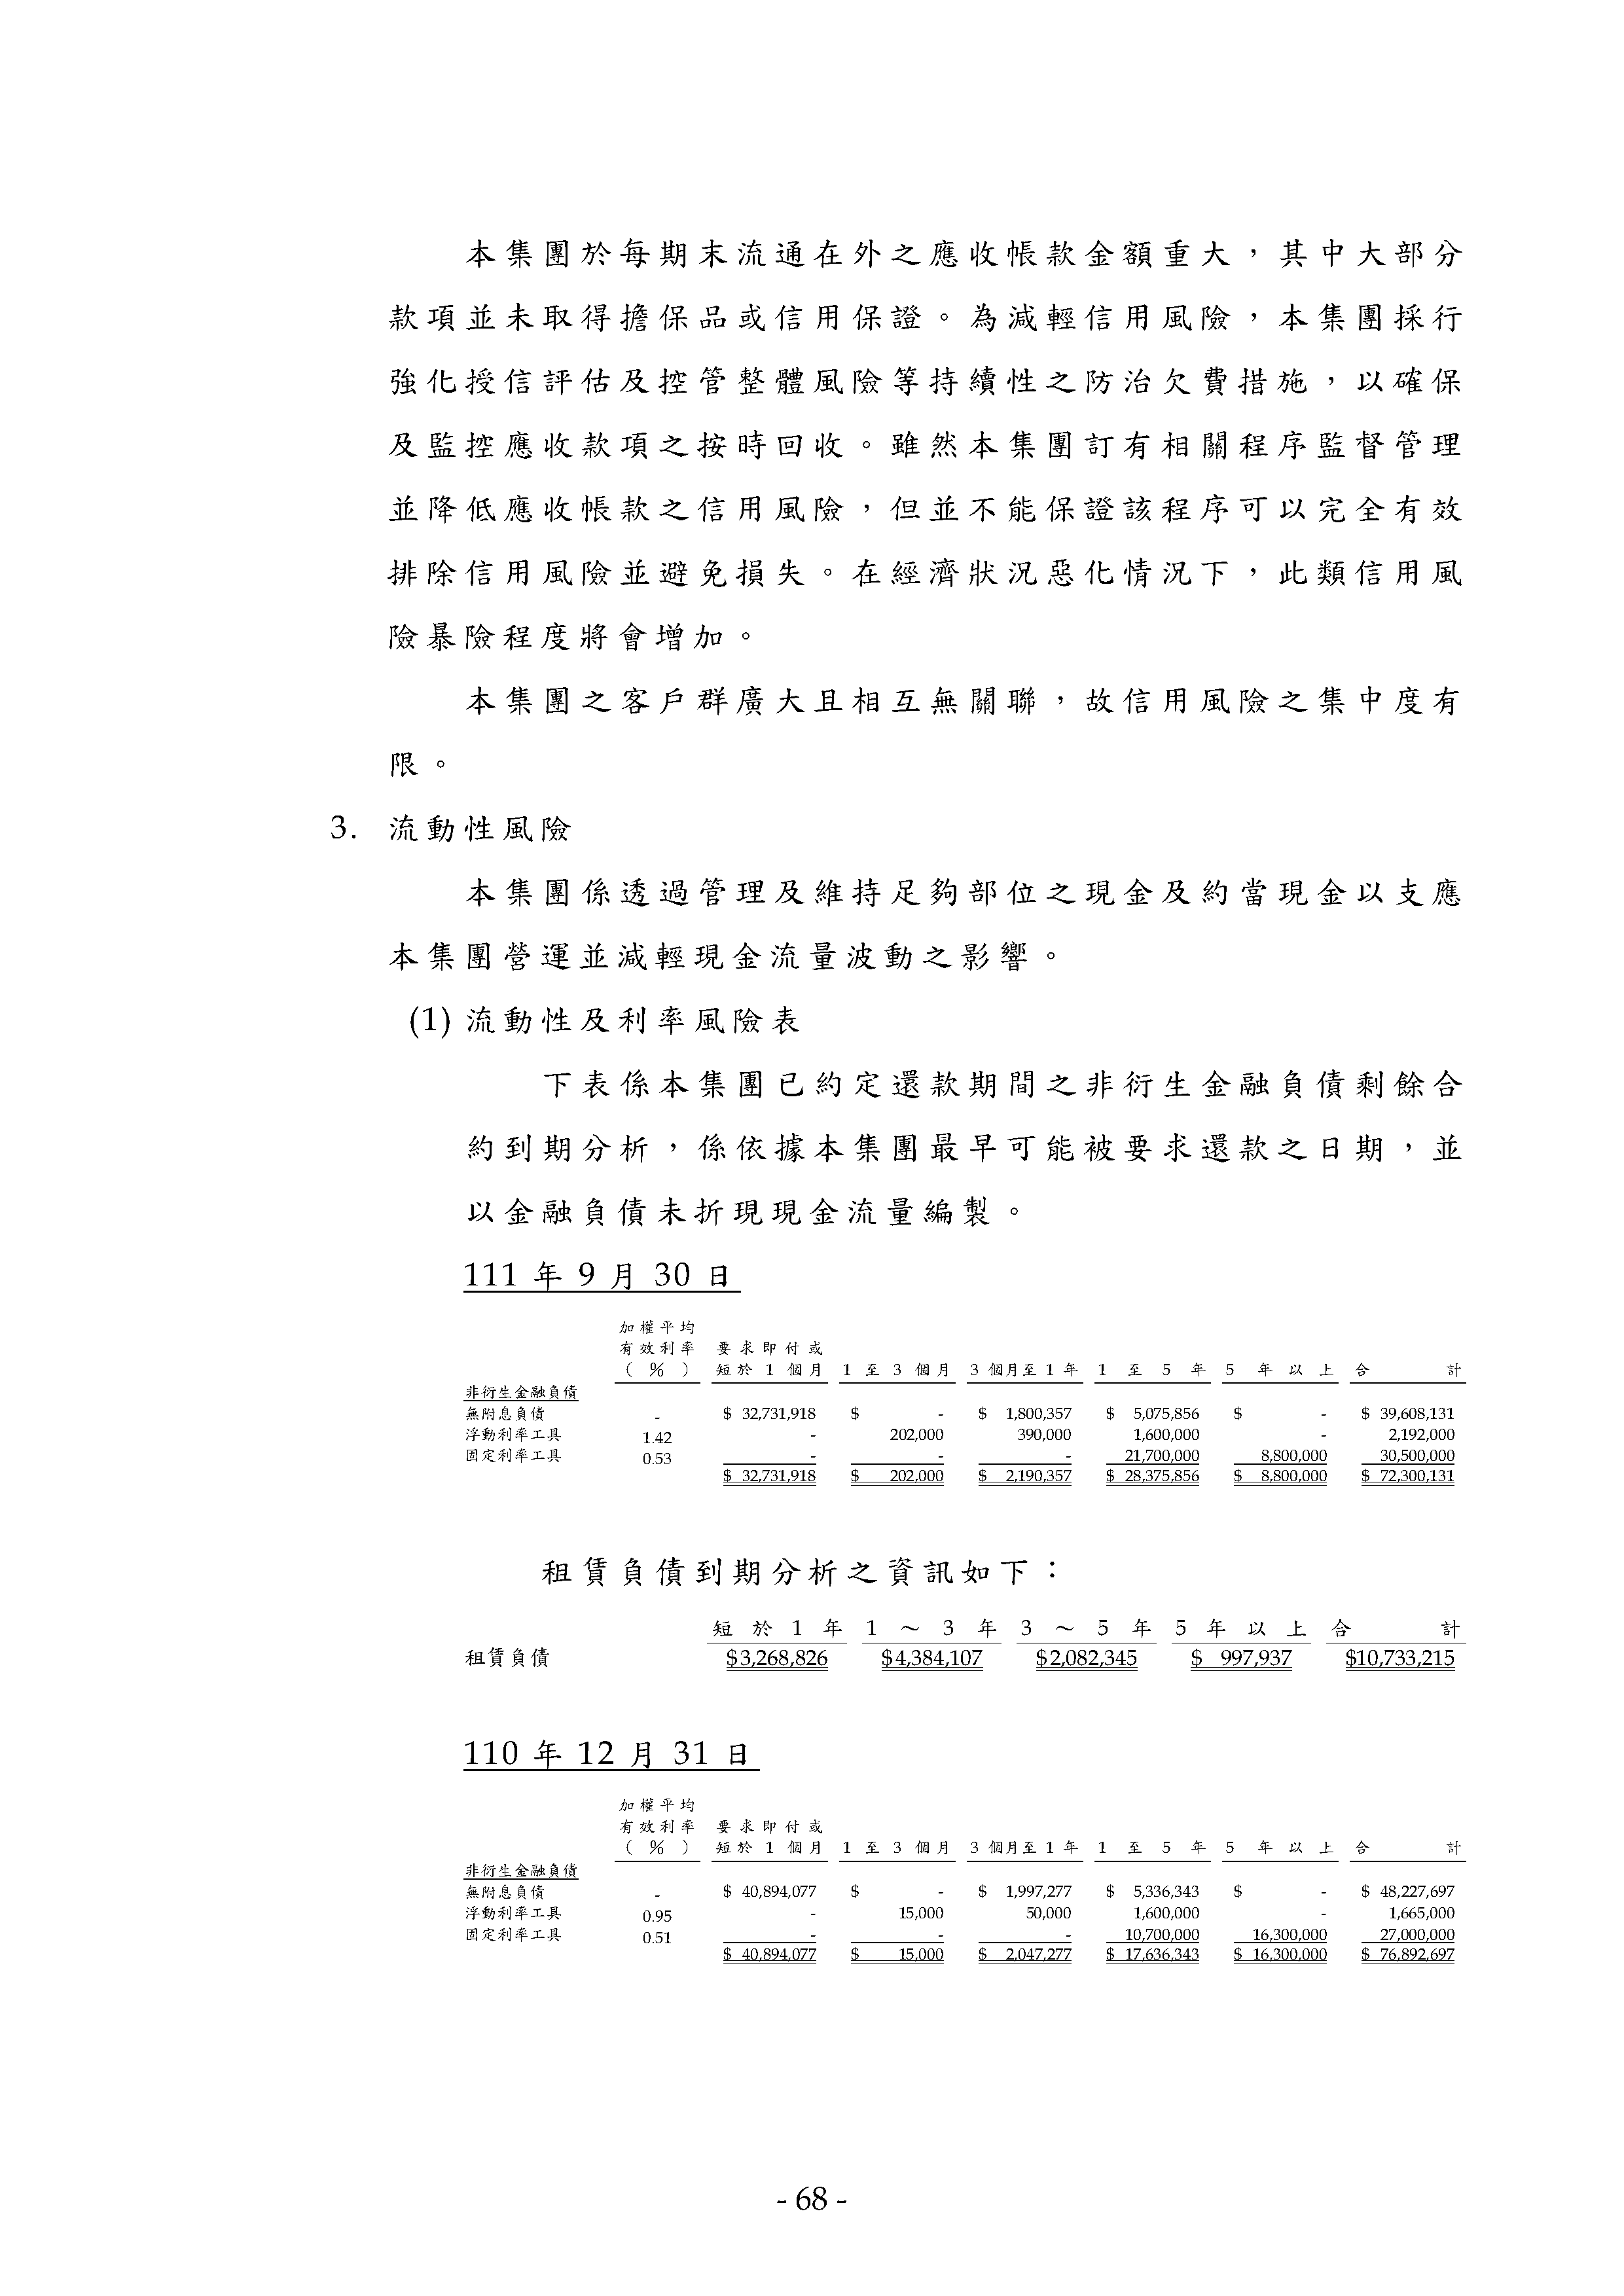 本集團於每期末流通在外之應收帳款金額重大，其中大部分
款項並未取得擔保品或信用保證。為減輕信用風險，本集團採行
強化授信評估及控管整體風險等持續性之防治欠費措施，以確保
及監控應收款項之按時回收。雖然本集團訂有相關程序監督管理
並降低應收帳款之信用風險，但並不能保證該程序可以完全有效
排除信用風險並避免損失。在經濟狀況惡化情況下，此類信用風
險暴險程度將會增加。
本集團之客戶群廣大且相互無關聯，故信用風險之集中度有
限。
3. 流動性風險
本集團係透過管理及維持足夠部位之現金及約當現金以支應
本集團營運並減輕現金流量波動之影響。
(1) 流動性及利率風險表
下表係本集團已約定還款期間之非衍生金融負債剩餘合
約到期分析，係依據本集團最早可能被要求還款之日期，並
以金融負債未折現現金流量編製。
111 年 9 月 30 日
加權平均
有效利率 要求即付或
（%） 短於1個月 1至3個月 3個月至1年 1至5年 5年以上 合計
非衍生金融負債
無附息負債 - $ 32,731,918 $ - $ 1,800,357 $ 5,075,856 $ - $ 39,608,131
浮動利率工具 1.42 - 202,000 390,000 1,600,000 - 2,192,000
固定利率工具 0.53 - - - 21,700,000 8,800,000 30,500,000
$ 32,731,918 $ 202,000 $ 2,190,357 $ 28,375,856 $ 8,800,000 $ 72,300,131
租賃負債到期分析之資訊如下：
短於1年 1～3年 3～5年 5年以上 合計
租賃負債 $3,268,826 $4,384,107 $2,082,345 $ 997,937 $10,733,215
110 年 12 月 31 日
加權平均
有效利率 要求即付或
（%） 短於1個月 1至3個月 3個月至1年 1至5年 5年以上 合計
非衍生金融負債
無附息負債 - $ 40,894,077 $ - $ 1,997,277 $ 5,336,343 $ - $ 48,227,697
浮動利率工具 0.95 - 15,000 50,000 1,600,000 - 1,665,000
固定利率工具 0.51 - - - 10,700,000 16,300,000 27,000,000
$ 40,894,077 $ 15,000 $ 2,047,277 $ 17,636,343 $ 16,300,000 $ 76,892,697
- 68 -